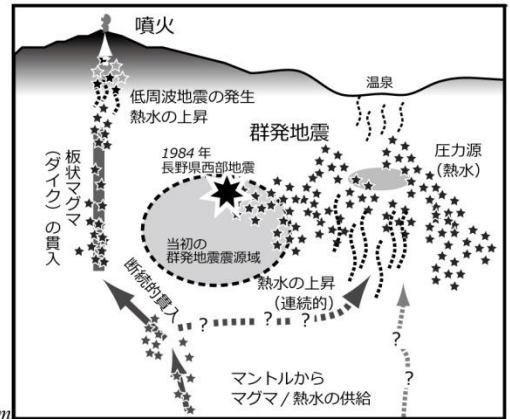 噴火
低周波地震の発生
熱水の上昇
温泉
群発地震
1984年
長野県西部地震
圧力源
(熱水)
板状マグマ
(ダイク)の貫入
当初の
群発地震震源域
断続的貫入
熱水の上昇
(連続的)
?
?
?
?
?
?
マントルから
マグマ/熱水の供給
m